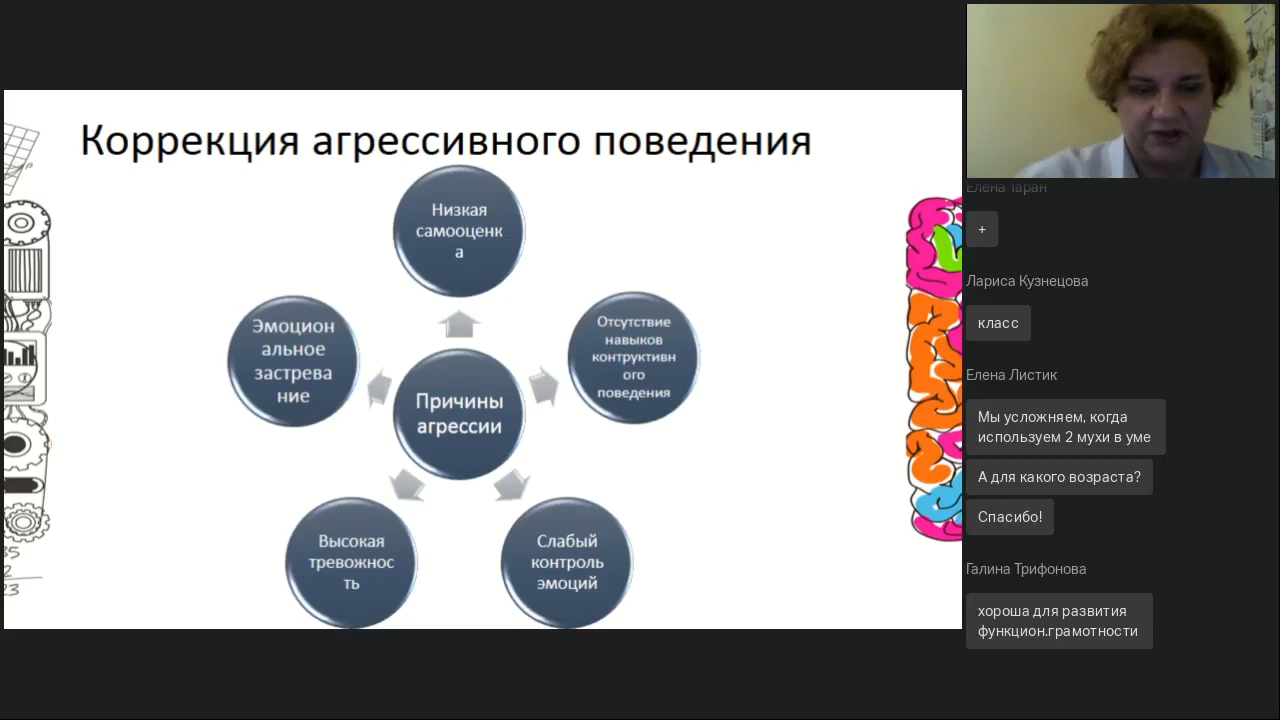 Коррекция агрессивного поведения
Низкая
самооценк
а
Отсутствие
навыков
контруктивн
ого
поведения
Слабый
контроль
эмоций
Высокая
тревожнос
ть
Эмоцион
альное
застрева
ние
Причины
агрессии
Елена Таран
+
Лариса Кузнецова
класс
Елена Листик
Мы усложняем, когда
используем 2 мухи в уме
А для какого возраста?
Спасибо!
Галина Трифонова
хороша для развития
функцион.грамотности